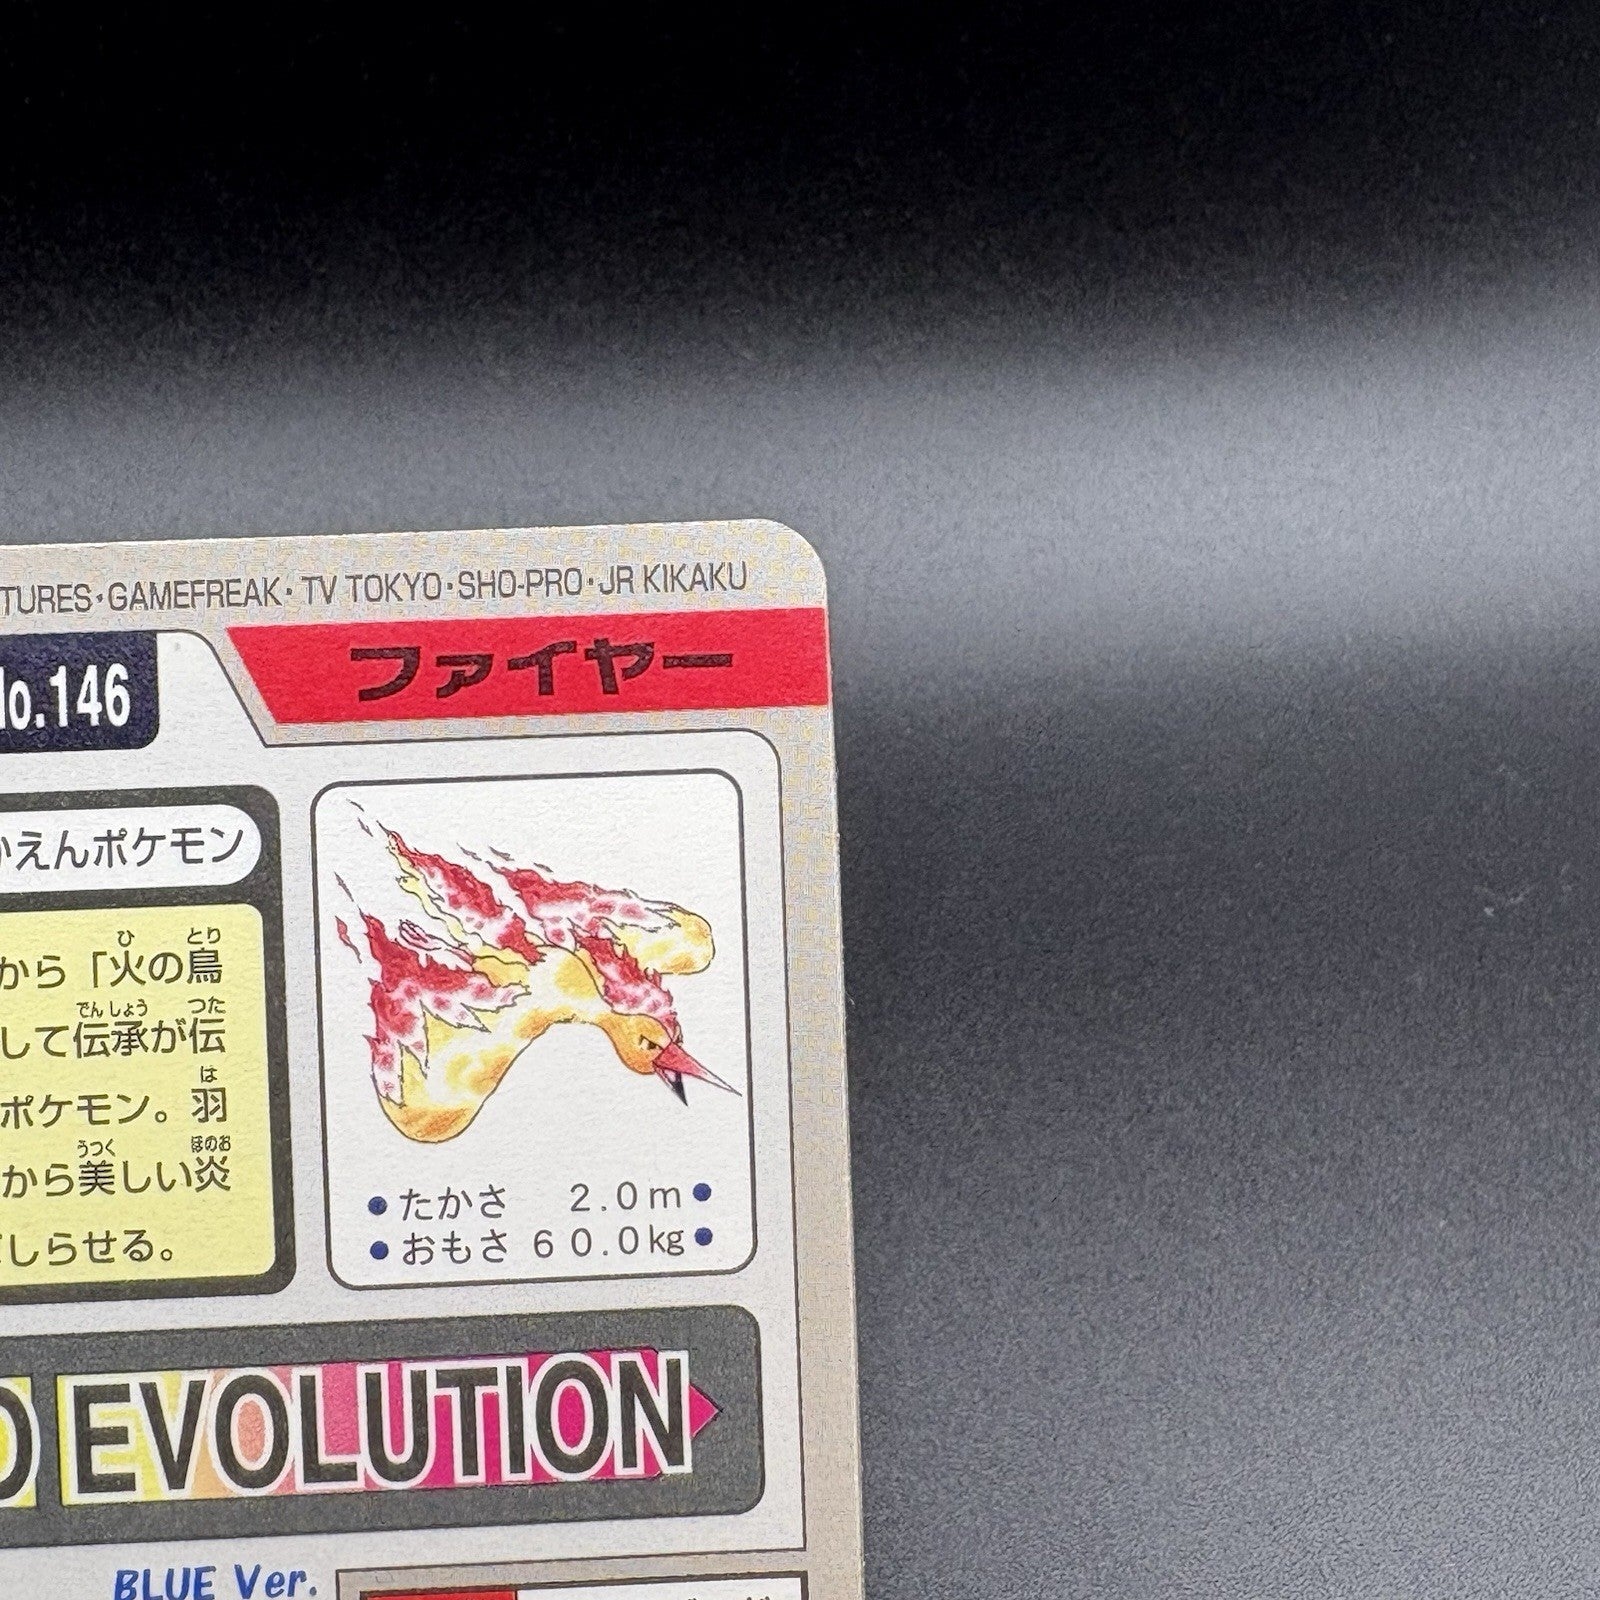 TURES・GAMEFREAK・TV TOKYO・SHO-PRO・JR KIKAKU
ファイヤー
No.146
かえんポケモン
から「火の鳥
ひ とり
して伝承が伝
でんしょう つた
ポケモン。羽
は
から美しい炎
うつく ほのお
しらせる。
たかさ 2.0m
おもさ 60.0kg
EVOLUTION
BLUE Ver.